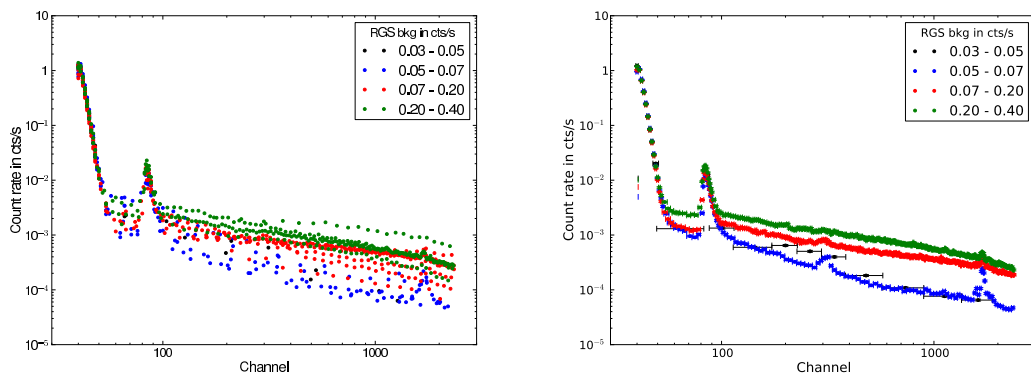 RGS bkg in cts/s
0.03 - 0.05
0.05 - 0.07
0.07 - 0.20
0.20 - 0.40
Count rate in cts/s
10
1
10⁻¹
10⁻²
10⁻³
10⁻⁴
10⁻⁵
100
1000
Channel
RGS bkg in cts/s
0.03 - 0.05
0.05 - 0.07
0.07 - 0.20
0.20 - 0.40
Count rate in cts/s
10
1
10⁻¹
10⁻²
10⁻³
10⁻⁴
10⁻⁵
100
1000
Channel